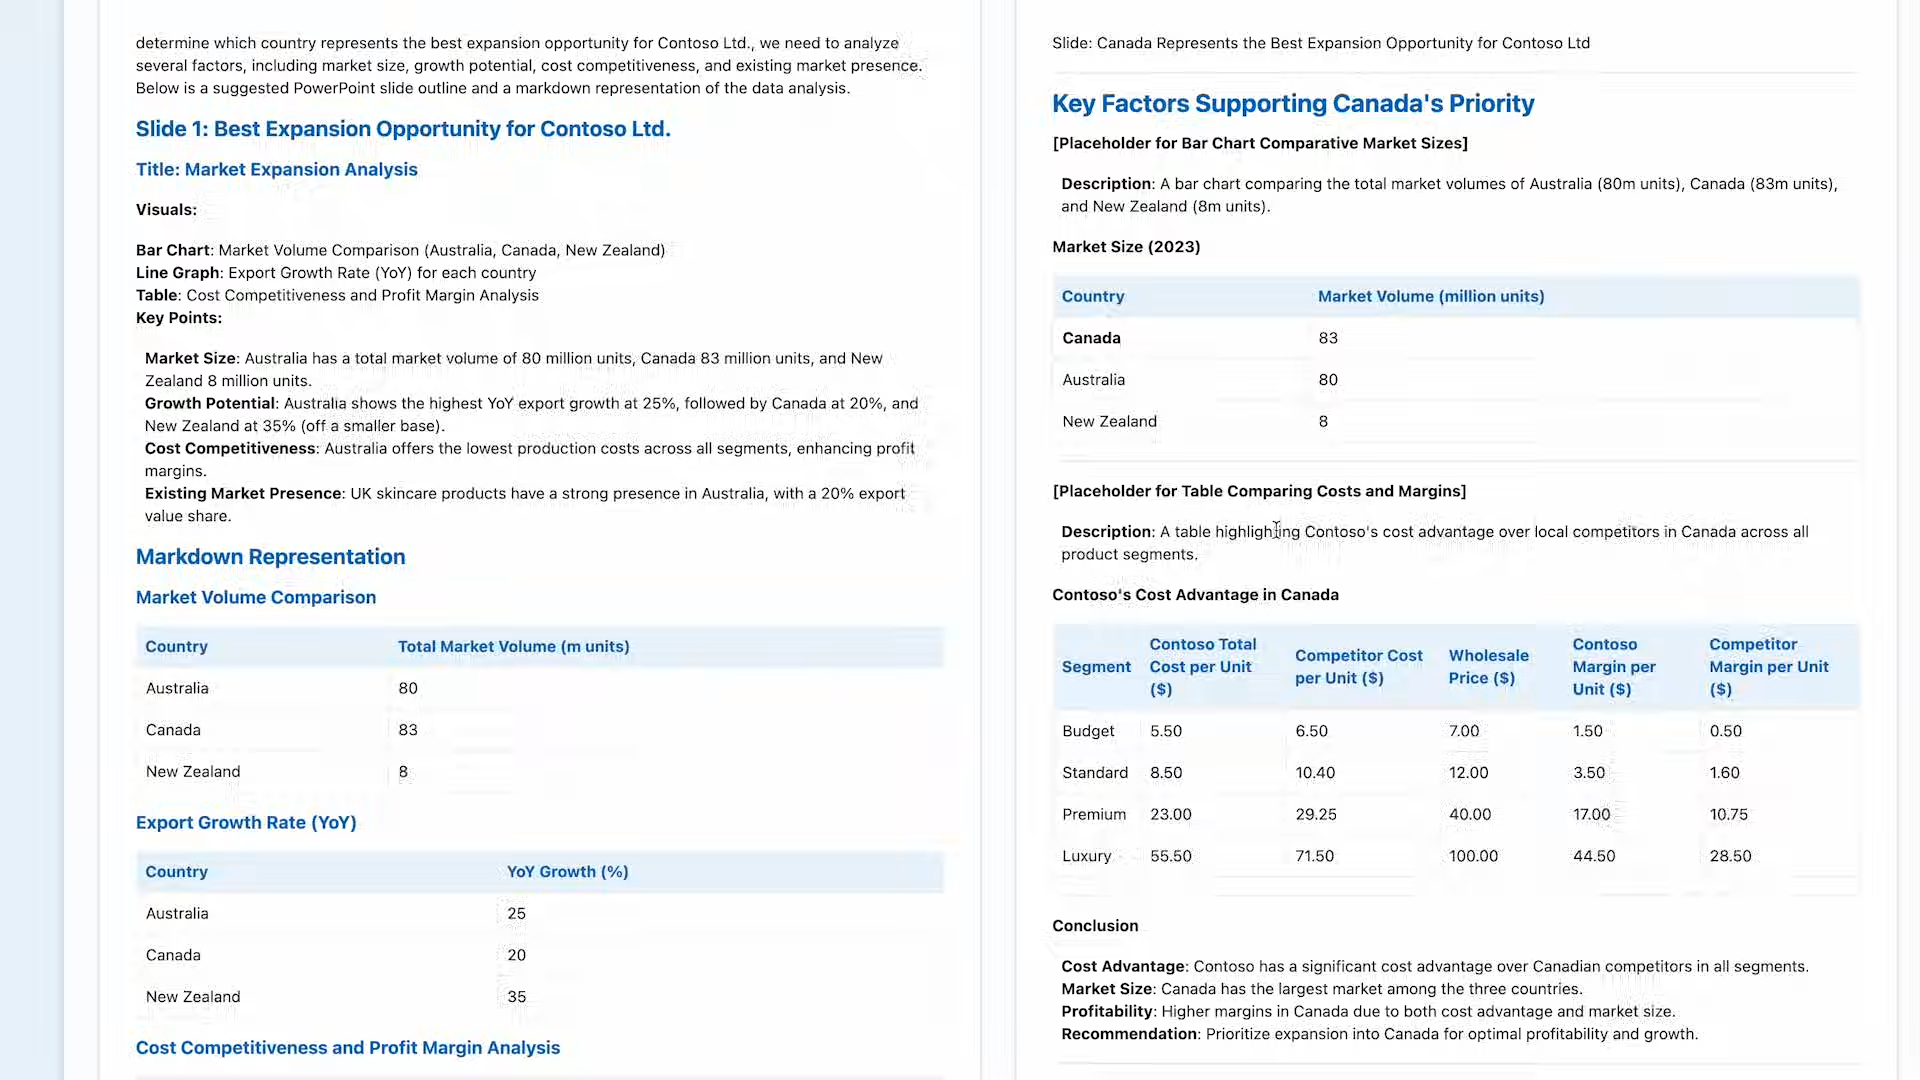 determine which country represents the best expansion opportunity for Contoso Ltd., we need to analyze
several factors, including market size, growth potential, cost competitiveness, and existing market presence.
Below is a suggested PowerPoint slide outline and a markdown representation of the data analysis.
Slide 1: Best Expansion Opportunity for Contoso Ltd.
Title: Market Expansion Analysis
Visuals:
Bar Chart: Market Volume Comparison (Australia, Canada, New Zealand)
Line Graph: Export Growth Rate (YoY) for each country
Table: Cost Competitiveness and Profit Margin Analysis
Key Points:
Market Size: Australia has a total market volume of 80 million units, Canada 83 million units, and New
Zealand 8 million units.
Growth Potential: Australia shows the highest YoY export growth at 25%, followed by Canada at 20%, and
New Zealand at 35% (off a smaller base).
Cost Competitiveness: Australia offers the lowest production costs across all segments, enhancing profit
margins.
Existing Market Presence: UK skincare products have a strong presence in Australia, with a 20% export
value share.
Markdown Representation
Market Volume Comparison
Country Total Market Volume (m units)
Australia 80
Canada 83
New Zealand 8
Export Growth Rate (YoY)
Country YoY Growth (%)
Australia 25
Canada 20
New Zealand 35
Cost Competitiveness and Profit Margin Analysis
Slide: Canada Represents the Best Expansion Opportunity for Contoso Ltd
Key Factors Supporting Canada's Priority
[Placeholder for Bar Chart Comparative Market Sizes]
Description: A bar chart comparing the total market volumes of Australia (80m units), Canada (83m units),
and New Zealand (8m units).
Market Size (2023)
Country Market Volume (million units)
Canada 83
Australia 80
New Zealand 8
[Placeholder for Table Comparing Costs and Margins]
Description: A table highlighting Contoso's cost advantage over local competitors in Canada across all
product segments.
Contoso's Cost Advantage in Canada
Segment Contoso Total Cost per Unit ($) Competitor Cost per Unit ($) Wholesale Price ($) Contoso Margin per Unit ($) Competitor Margin per Unit ($)
Budget 5.50 6.50 7.00 1.50 0.50
Standard 8.50 10.40 12.00 3.50 1.60
Premium 23.00 29.25 40.00 17.00 10.75
Luxury 55.50 71.50 100.00 44.50 28.50
Conclusion
Cost Advantage: Contoso has a significant cost advantage over Canadian competitors in all segments.
Market Size: Canada has the largest market among the three countries.
Profitability: Higher margins in Canada due to both cost advantage and market size.
Recommendation: Prioritize expansion into Canada for optimal profitability and growth.